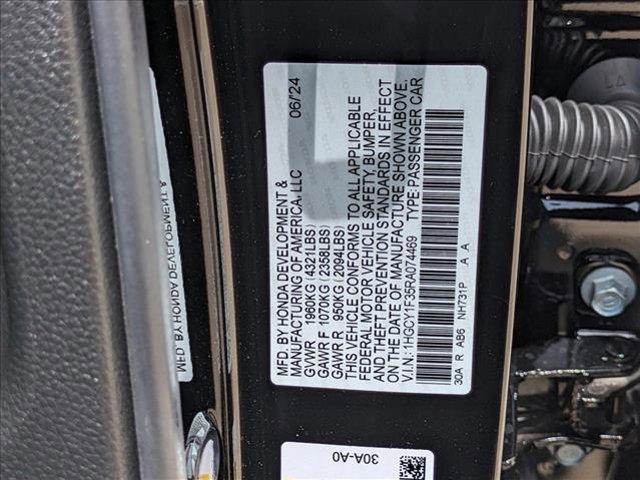 MFD. BY HONDA DEVELOPMENT &
MANUFACTURING OF AMERICA, LLC 06/24
GVWR 1960KG (4321LBS)
GAWR F 1070KG (2358LBS)
GAWR R 950KG (2094LBS)
THIS VEHICLE CONFORMS TO ALL APPLICABLE
FEDERAL MOTOR VEHICLE SAFETY, BUMPER,
AND THEFT PREVENTION STANDARDS IN EFFECT
ON THE DATE OF MANUFACTURE SHOWN ABOVE.
V.I.N.: 1HGCY1F35RA074469 TYPE: PASSENGER CAR
30A R AB6 NH731P A A
MFD. BY HONDA DEVELOPMENT &
30A-A0